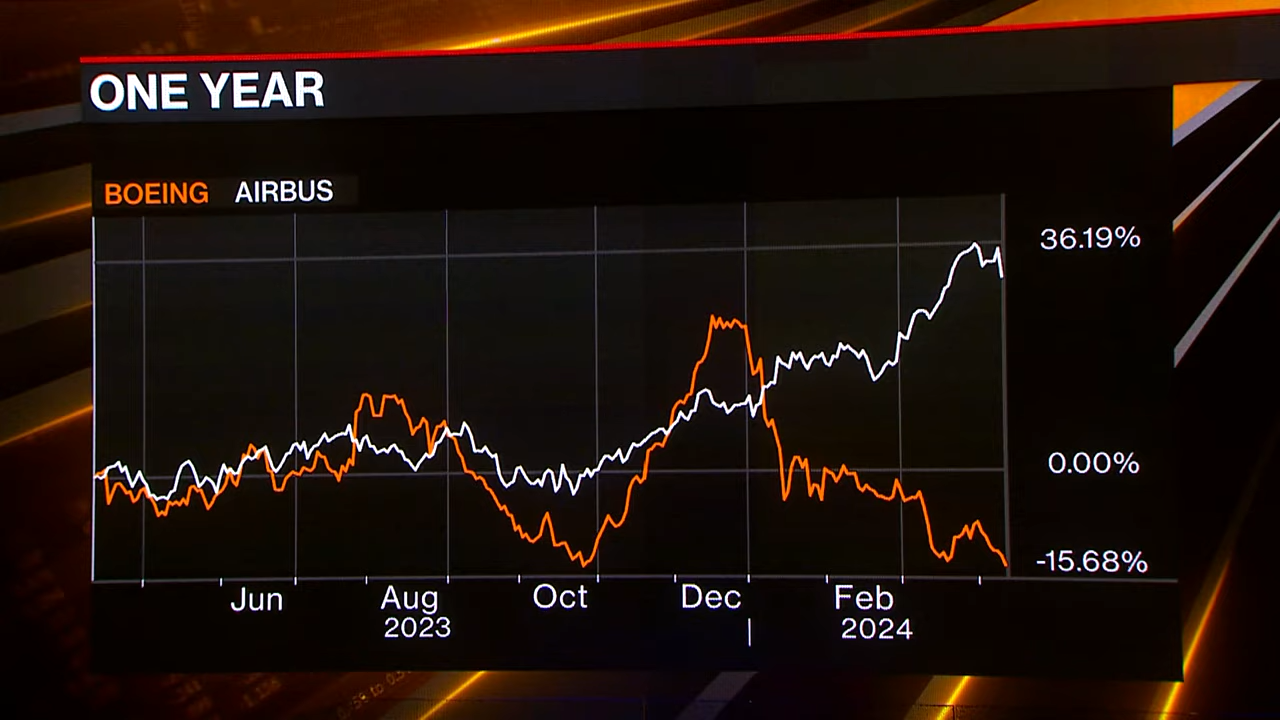 ONE YEAR
BOEING AIRBUS
36.19%
0.00%
-15.68%
Jun Aug Oct Dec Feb
2023 2024